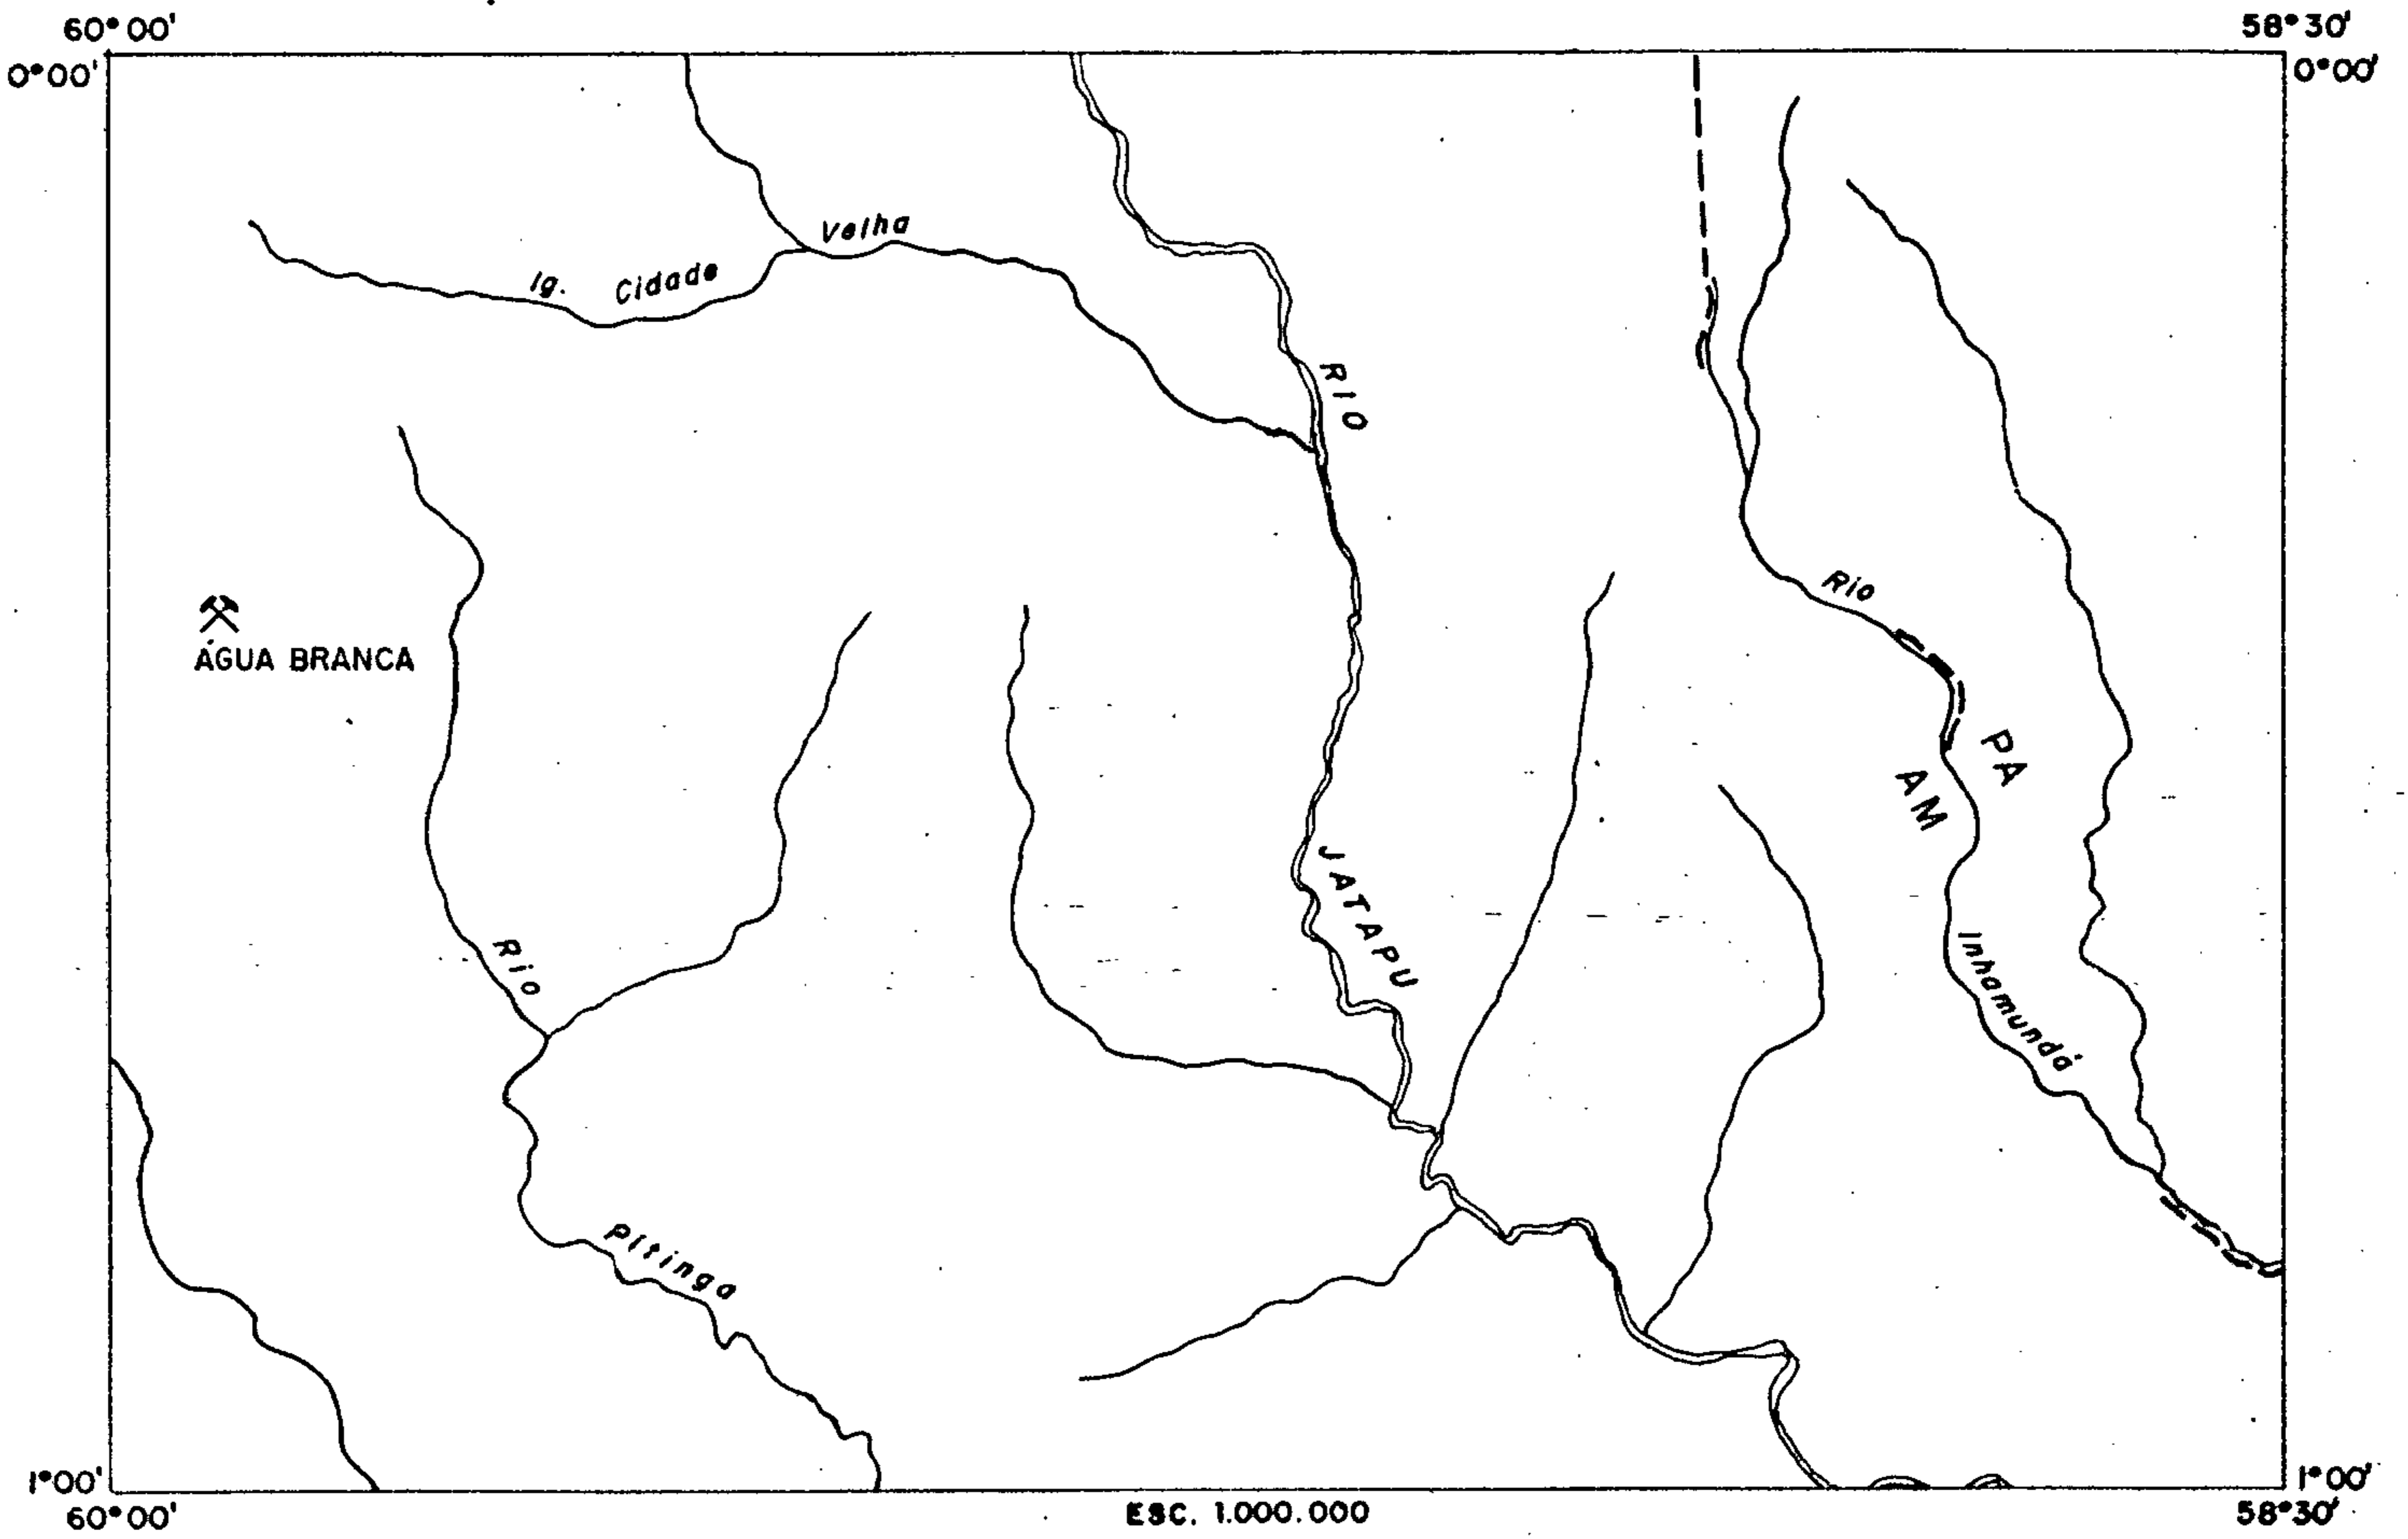 60°00' 58°30'
0°00' 0°00'
Ig. Cidade Velha
RIO JATAPU
ÁGUA BRANCA
Rio Inhamundá
PA
AM
Rio Pitinga
1°00' 1°00'
60°00' ESC. 1.000.000 58°30'